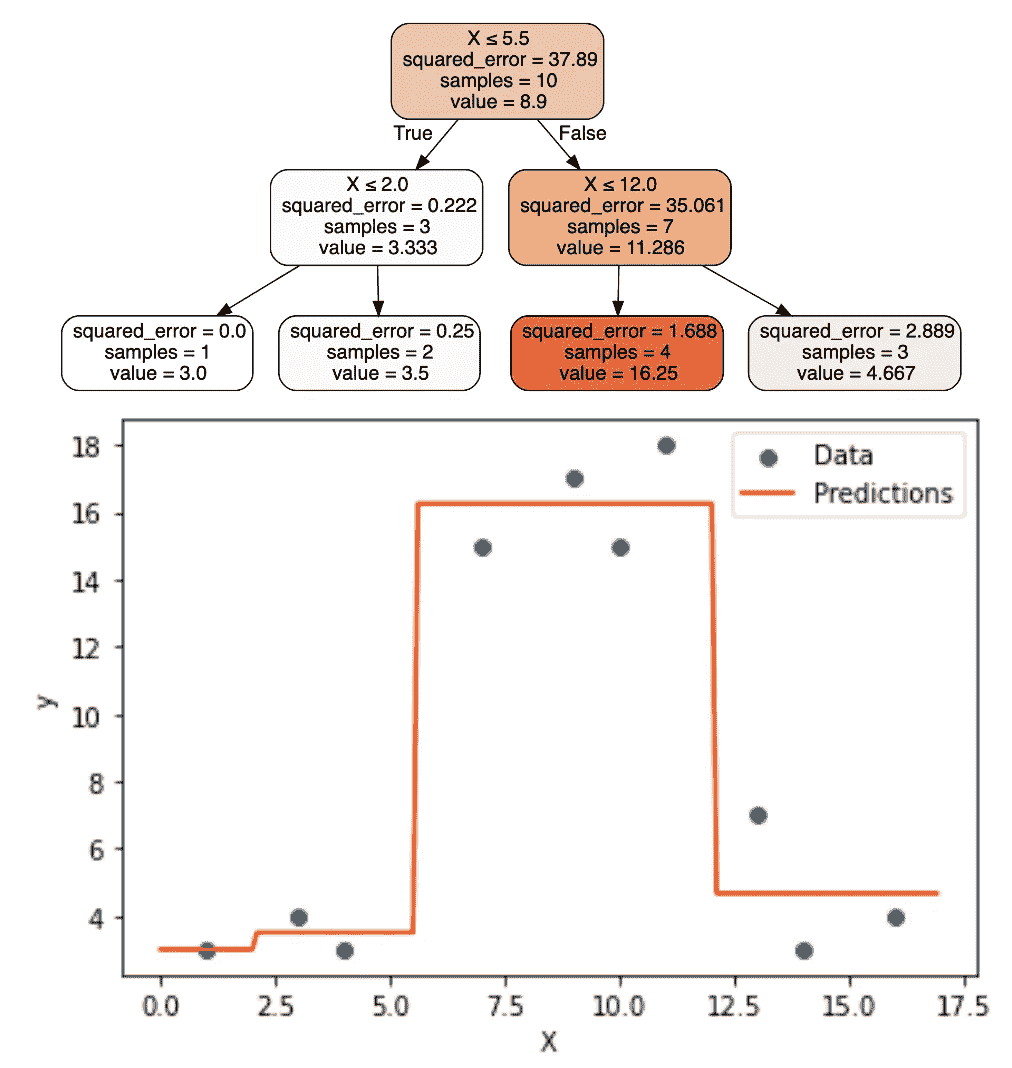 X ≤ 5.5
squared_error = 37.89
samples = 10
value = 8.9
True
False
X ≤ 2.0
squared_error = 0.222
samples = 3
value = 3.333
X ≤ 12.0
squared_error = 35.061
samples = 7
value = 11.286
squared_error = 0.0
samples = 1
value = 3.0
squared_error = 0.25
samples = 2
value = 3.5
squared_error = 1.688
samples = 4
value = 16.25
squared_error = 2.889
samples = 3
value = 4.667
Data
Predictions
18
16
14
12
10
8
6
4
y
0.0 2.5 5.0 7.5 10.0 12.5 15.0 17.5
X